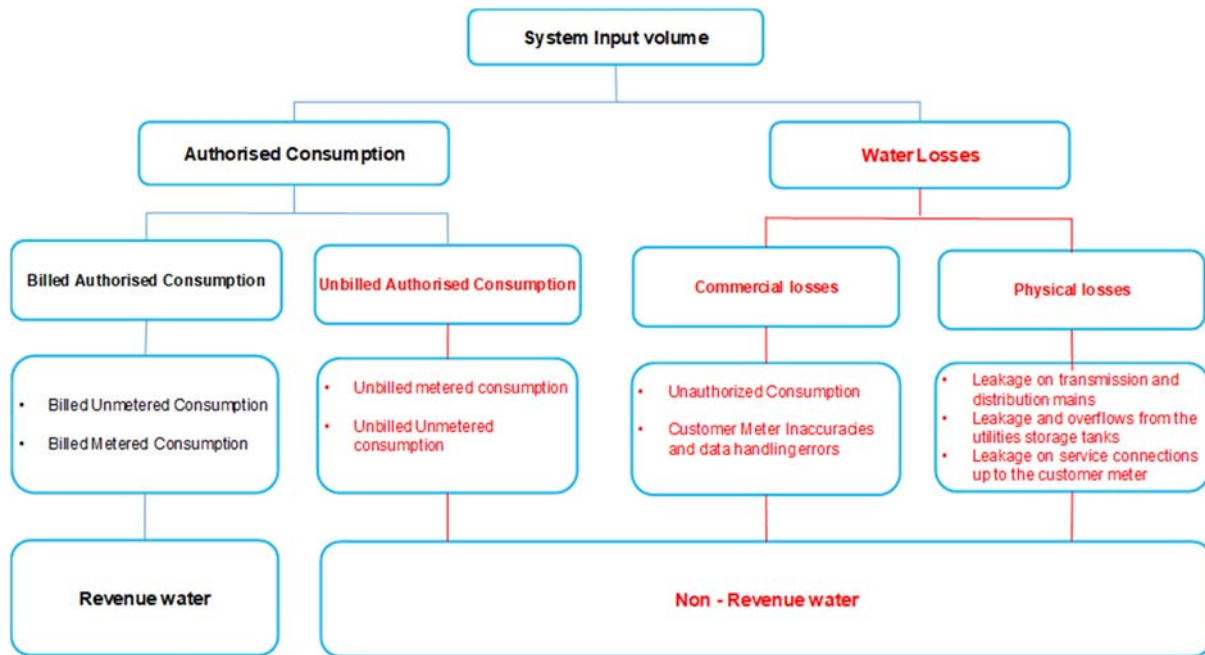 System Input volume
Authorised Consumption
Water Losses
Billed Authorised Consumption
Unbilled Authorised Consumption
Commercial losses
Physical losses
• Billed Unmetered Consumption
• Billed Metered Consumption
• Unbilled metered consumption
• Unbilled Unmetered
consumption
• Unauthorized Consumption
• Customer Meter Inaccuracies
and data handling errors
• Leakage on transmission and
distribution mains
• Leakage and overflows from the
utilities storage tanks
• Leakage on service connections
up to the customer meter
Revenue water
Non - Revenue water